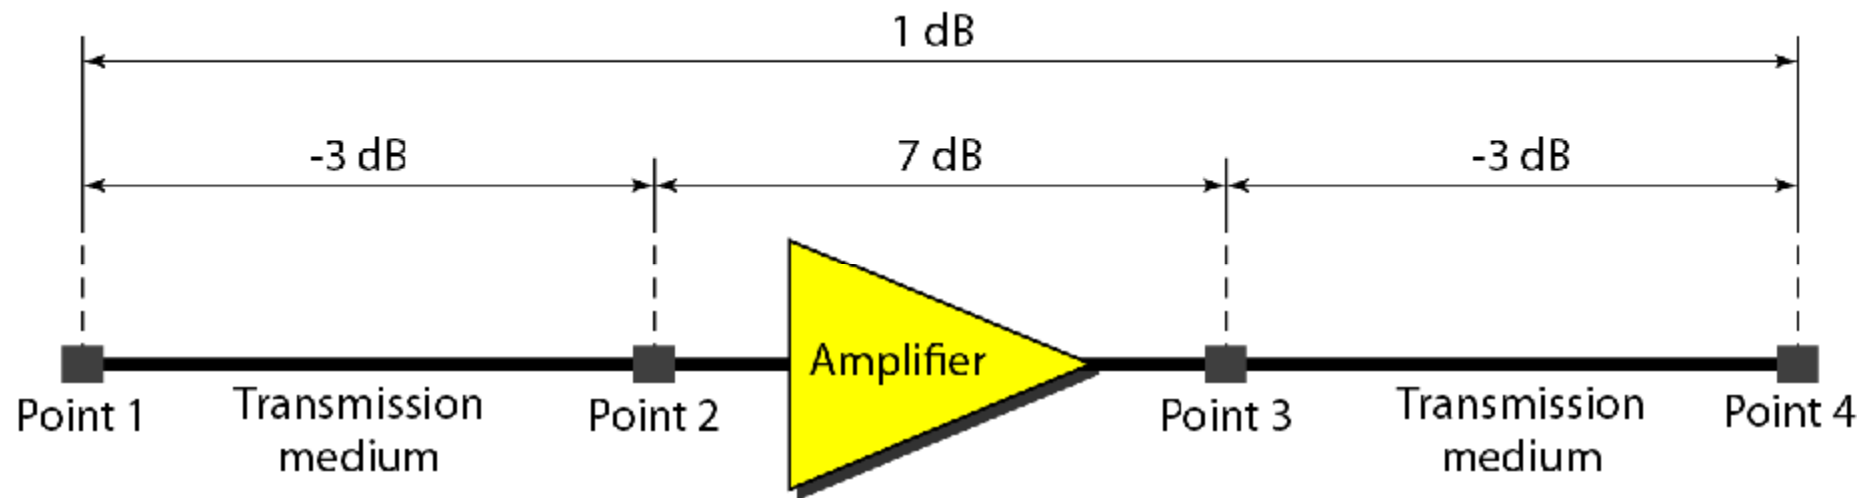 1 dB
-3 dB
7 dB
-3 dB
Amplifier
Point 1
Transmission
medium
Point 2
Point 3
Transmission
medium
Point 4